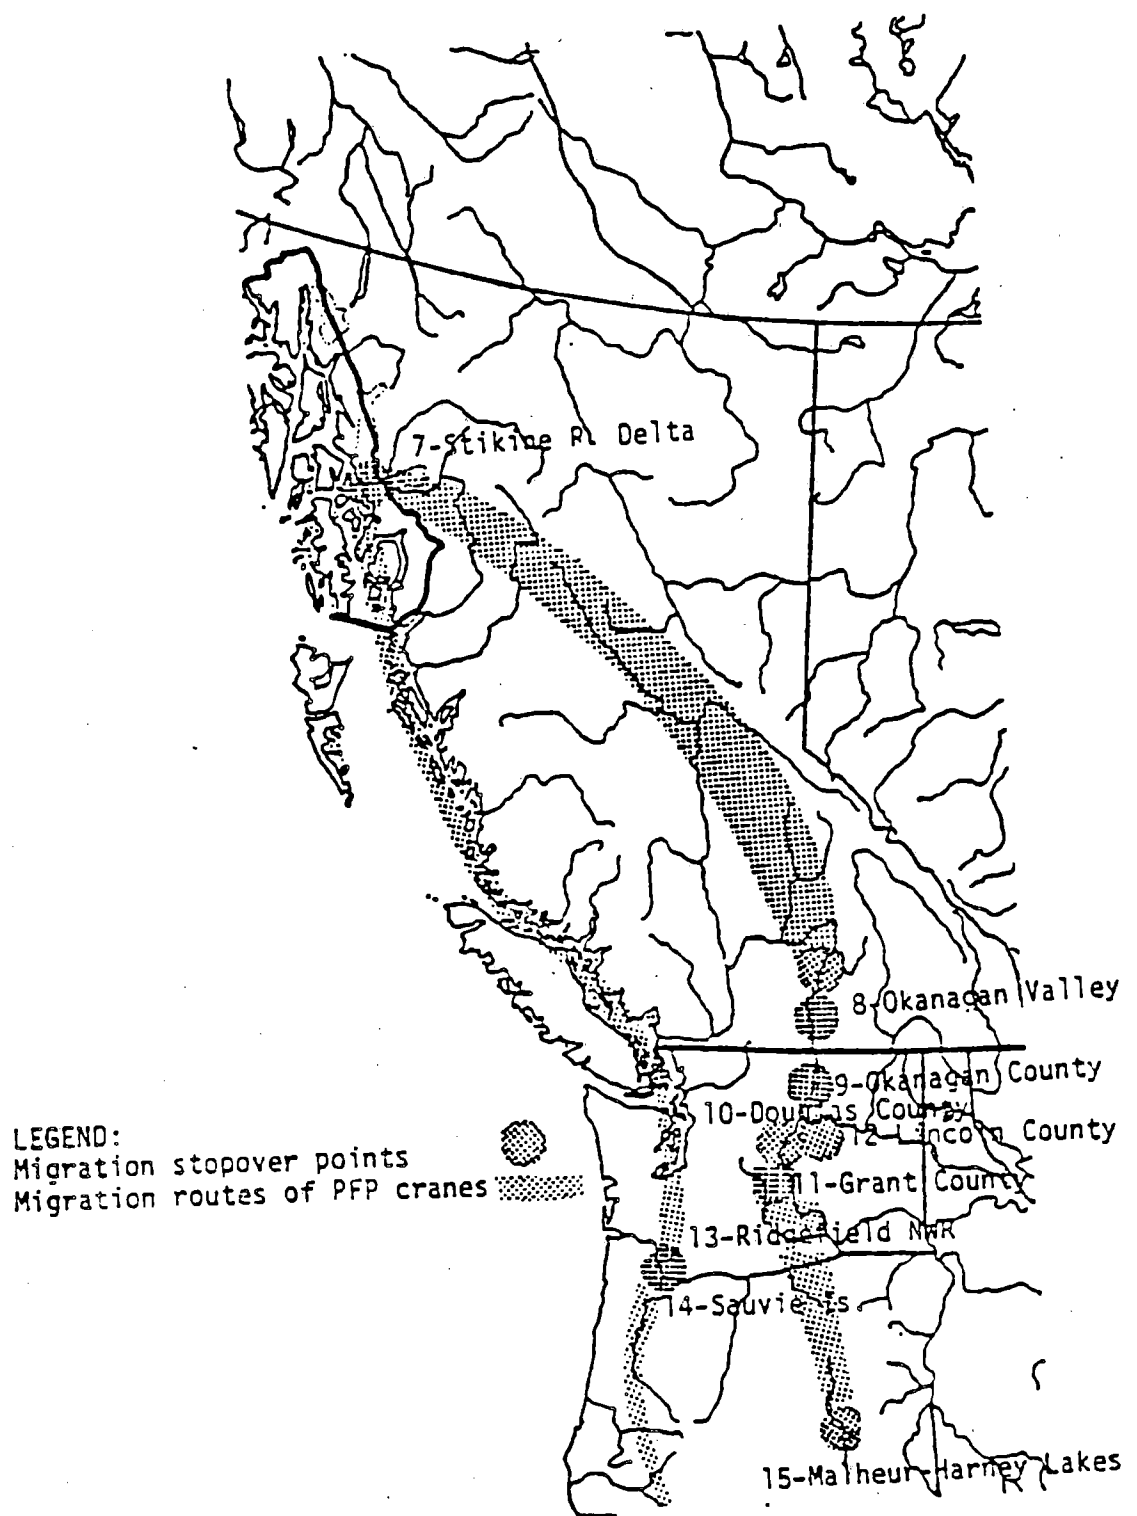 7-Stikine R. Delta
8-Okanagan Valley
9-Okanagan County
10-Douglas County
12-Lincoln County
11-Grant County
13-Ridgefield NWR
14-Sauvie Is.
15-Malheur-Harney Lakes
LEGEND:
Migration stopover points
Migration routes of PFP cranes